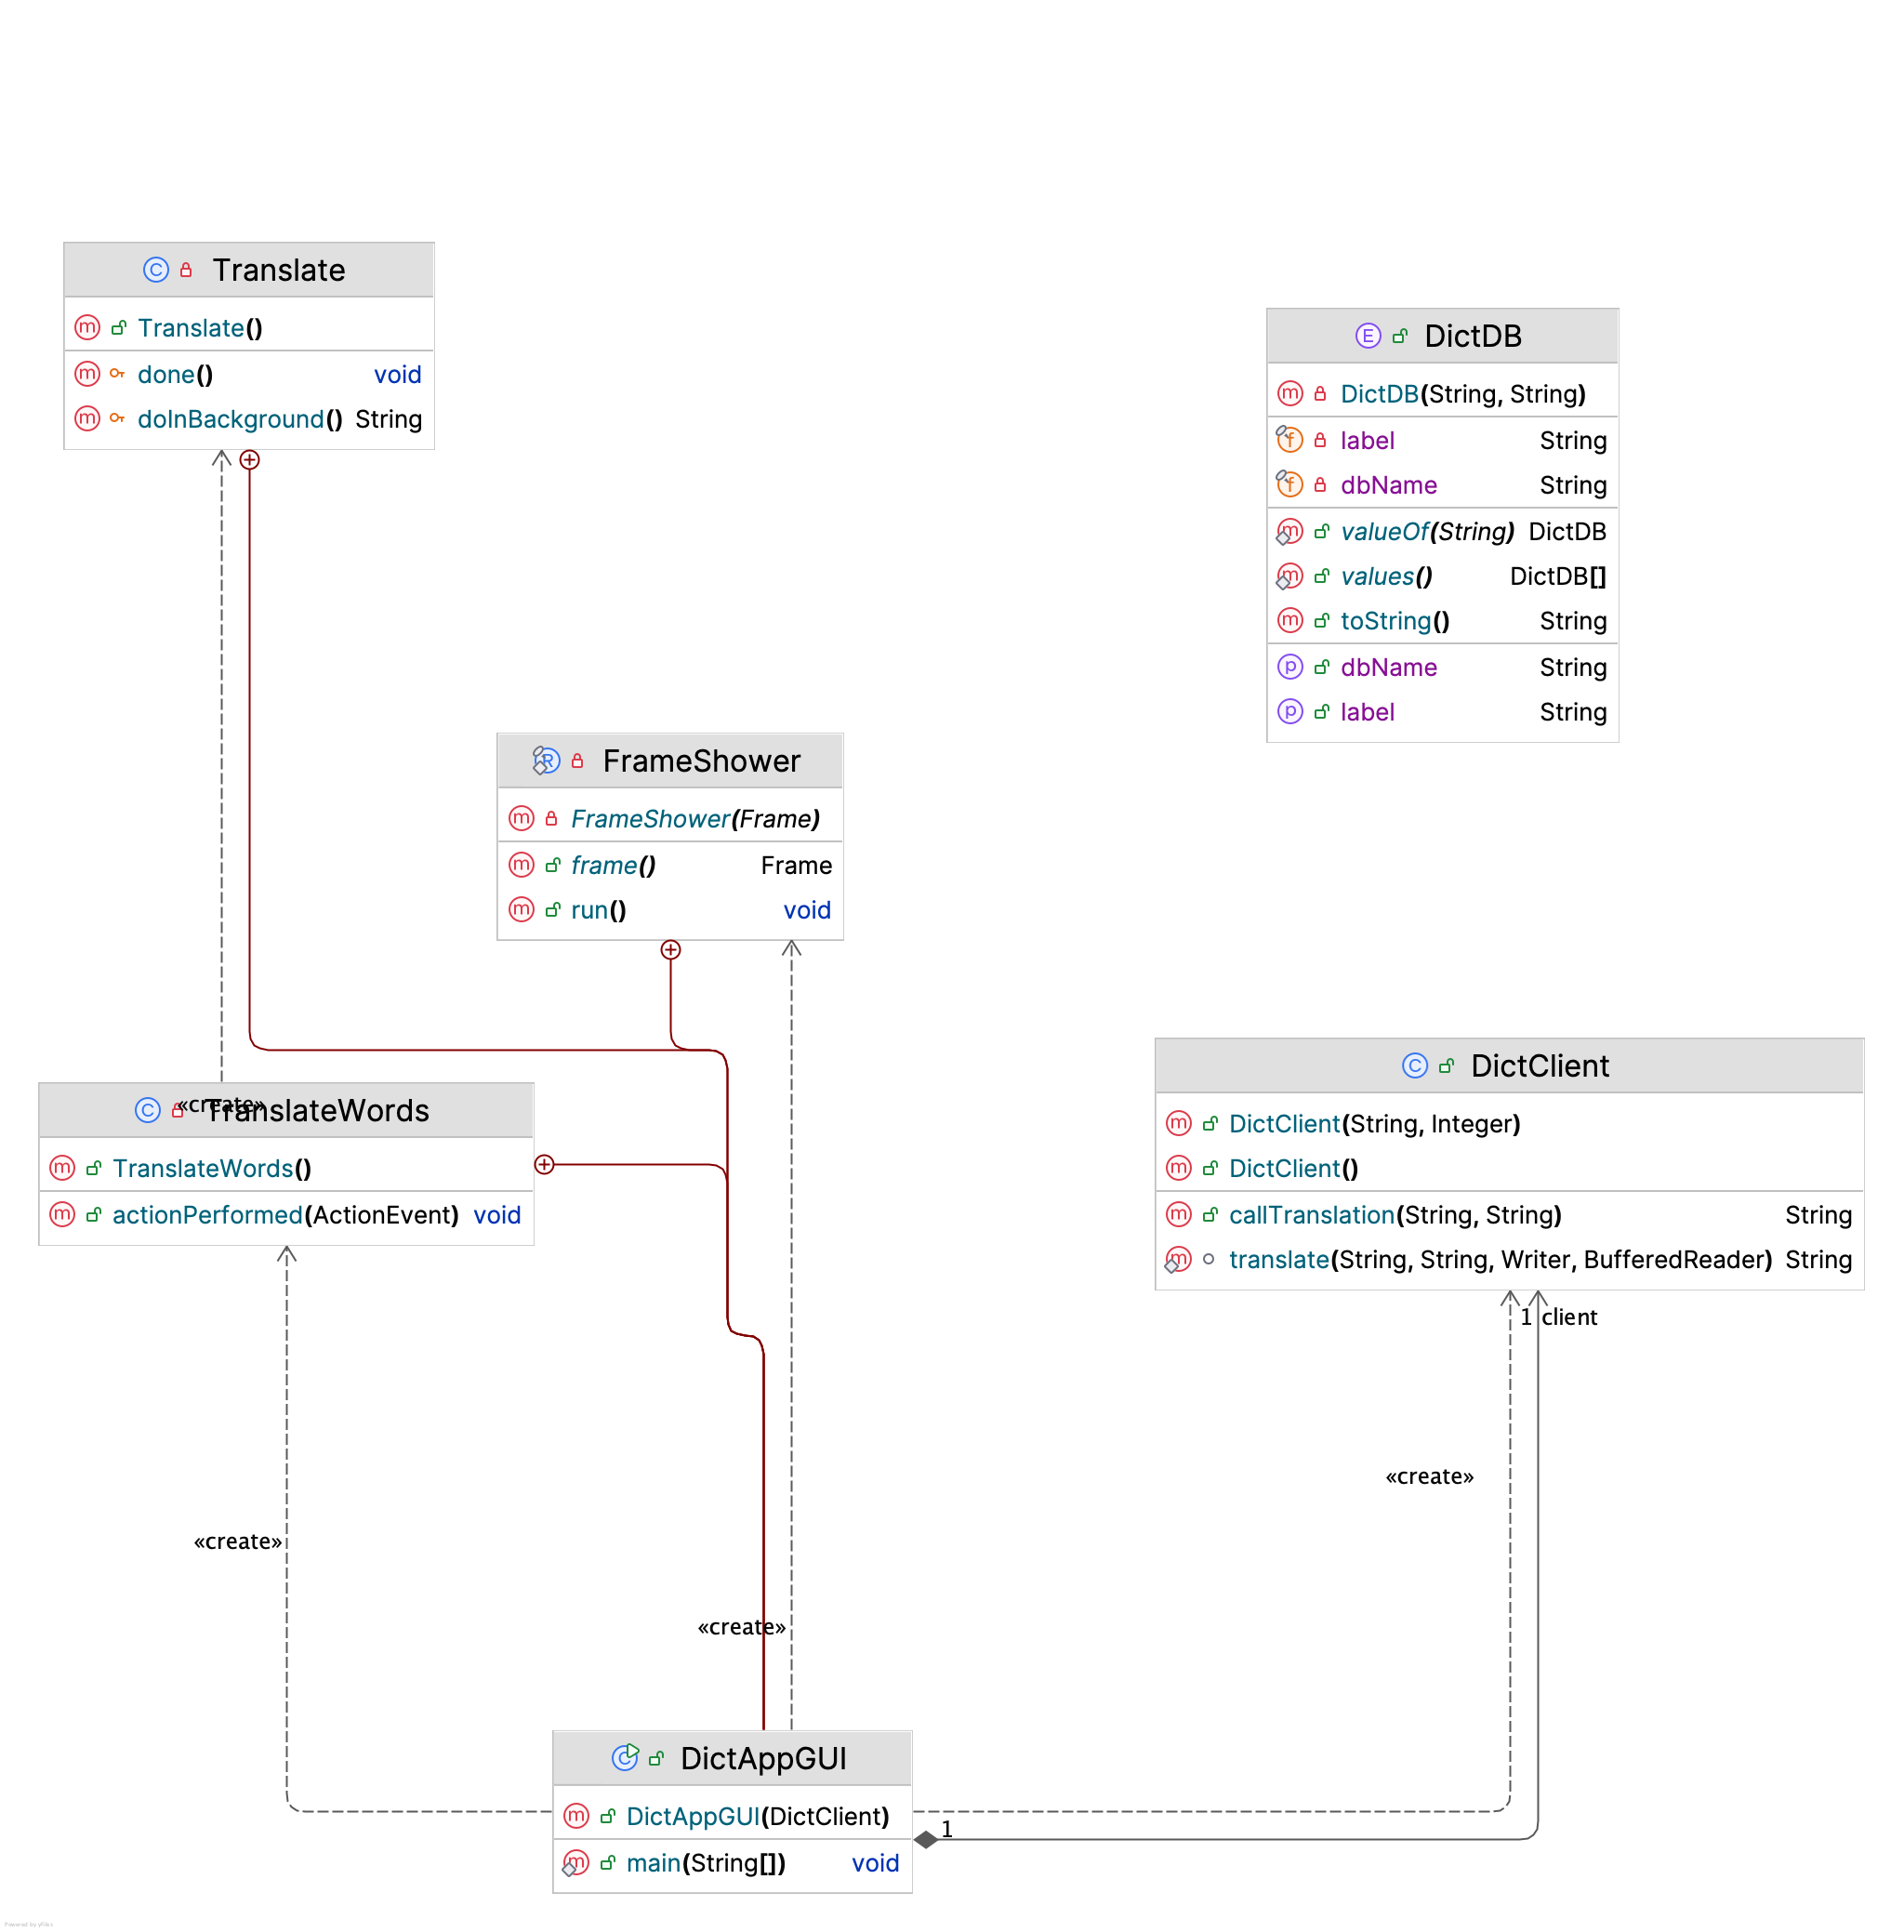 Translate
Translate()
done() void
doInBackground() String
DictDB
DictDB(String, String)
label String
dbName String
valueOf(String) DictDB
values() DictDB[]
toString() String
dbName String
label String
FrameShower
FrameShower(Frame)
frame() Frame
run() void
«create»
TranslateWords
TranslateWords()
actionPerformed(ActionEvent) void
DictClient
DictClient(String, Integer)
DictClient()
callTranslation(String, String) String
translate(String, String, Writer, BufferedReader) String
1 client
«create»
«create»
«create»
DictAppGUI
DictAppGUI(DictClient)
1
main(String[]) void
Powered by yFiles